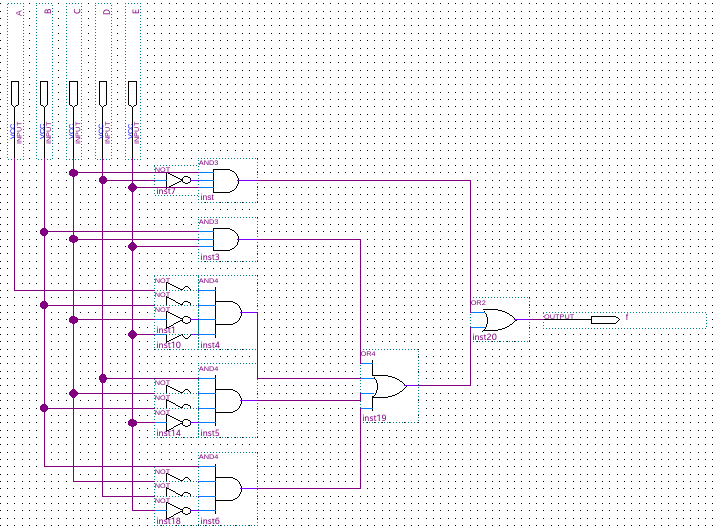 A B C D E
VCC INPUT VCC INPUT VCC INPUT VCC INPUT VCC INPUT
AND3
NOT
inst7 inst
AND3
inst3
NOT AND4
NOT
NOT
inst1
NOT
inst10 inst4
OR2
OUTPUT f
inst20
OR4
AND4
NOT
NOT
NOT
inst14 inst5
inst19
AND4
NOT
NOT
NOT
inst18 inst6